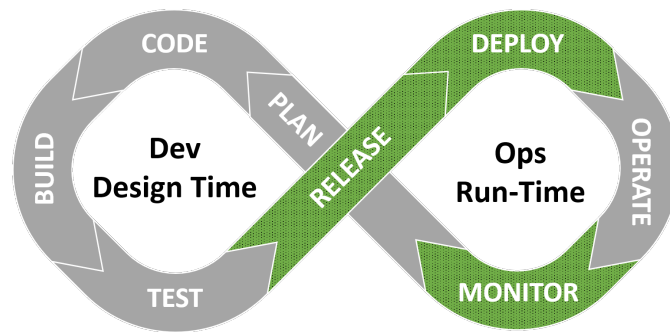 CODE
DEPLOY
PLAN
BUILD
Dev
Design Time
RELEASE
Ops
Run-Time
OPERATE
TEST
MONITOR